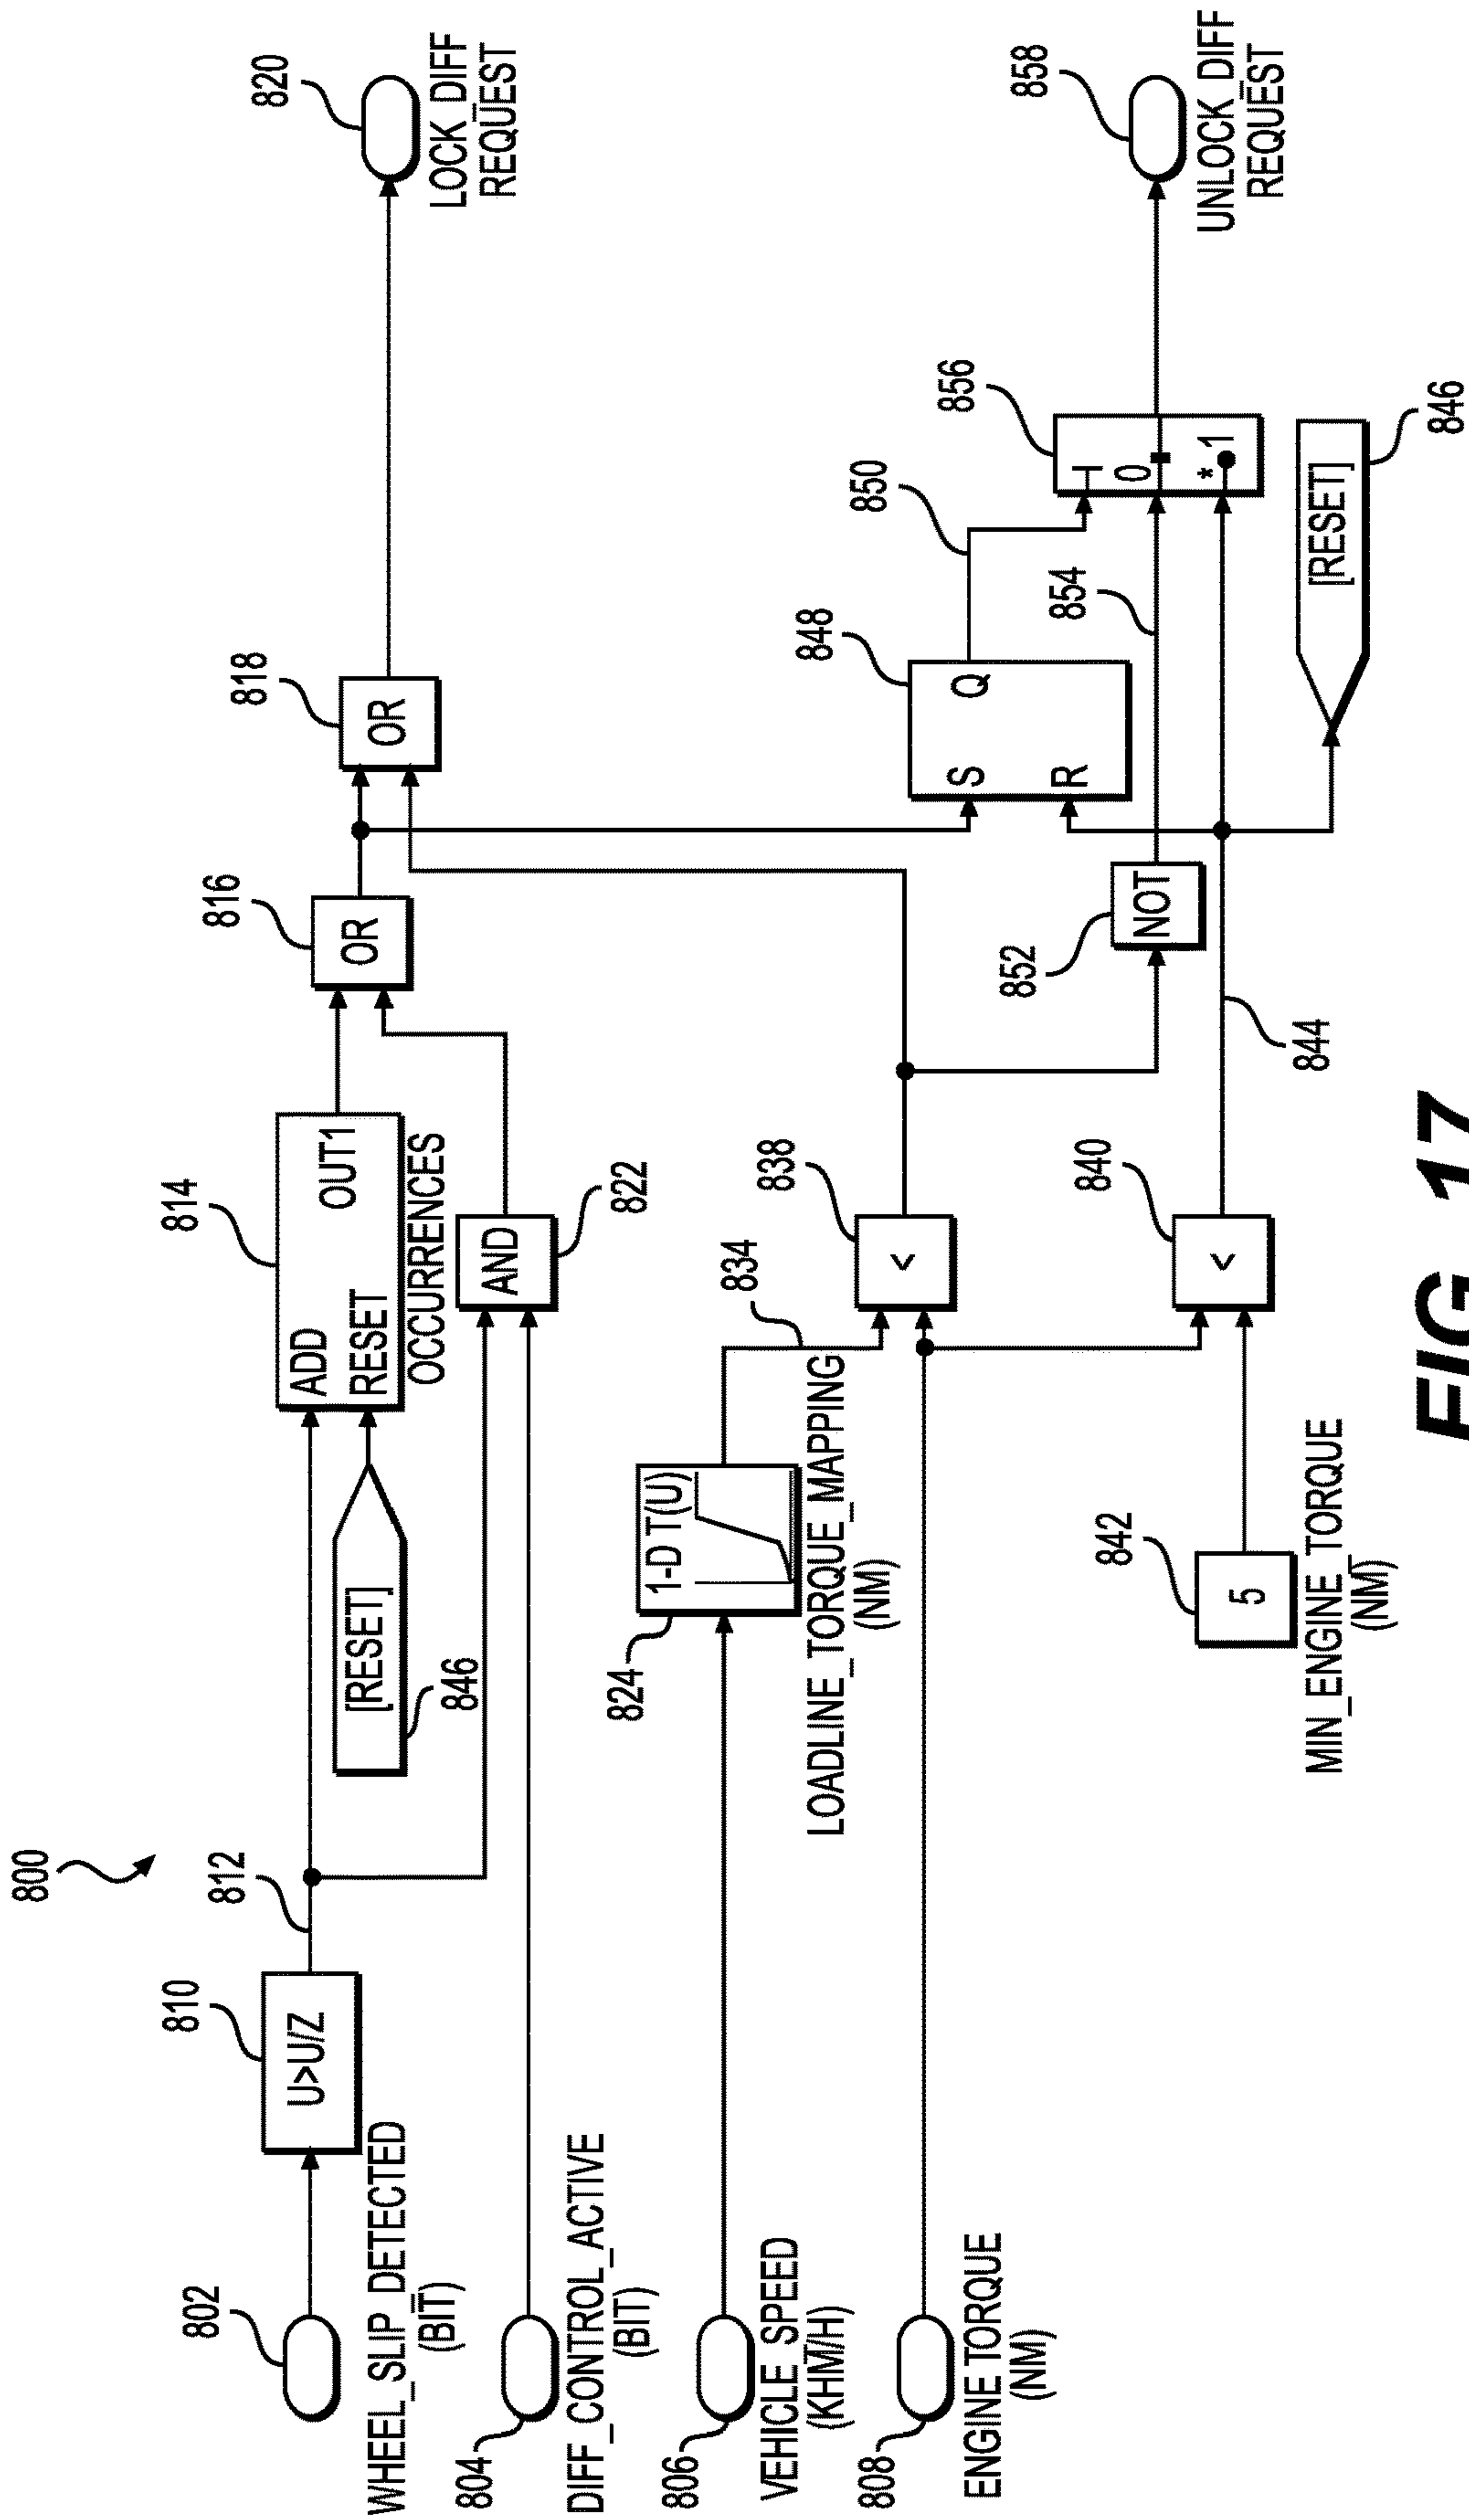 800
802
WHEEL_SLIP_DETECTED
(BIT)
810
U>U/Z
812
[RESET]
846
814
ADD
OUT1
RESET
OCCURRENCES
816
OR
818
OR
820
LOCK_DIFF
REQUEST
804
DIFF_CONTROL_ACTIVE
(BIT)
AND
822
806
VEHICLE_SPEED
(KHM/H)
824
1-D T(U)
LOADLINE_TORQUE_MAPPING
(NM)
834
838
<
808
ENGINE TORQUE
(NM)
842
5
MIN_ENGINE_TORQUE
(NM)
840
<
844
852
NOT
848
S
Q
R
850
854
856
T
0
* 1
858
UNLOCK_DIFF
REQUEST
[RESET]
846
FIG. 17